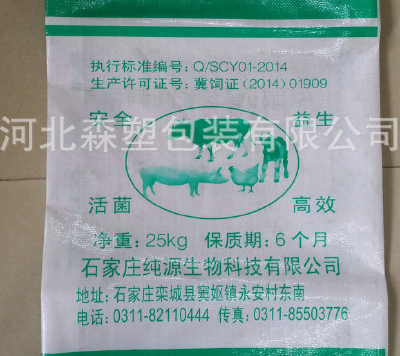 执行标准编号:Q/SCY01-2014
生产许可证号:冀饲证(2014)01909
安全 益生
河北森塑包装有限公司
活菌 高效
净重:25kg 保质期:6个月
石家庄纯源生物科技有限公司
地址:石家庄栾城县窦妪镇永安村东南
电话:0311-82110444 传真:0311-85503776